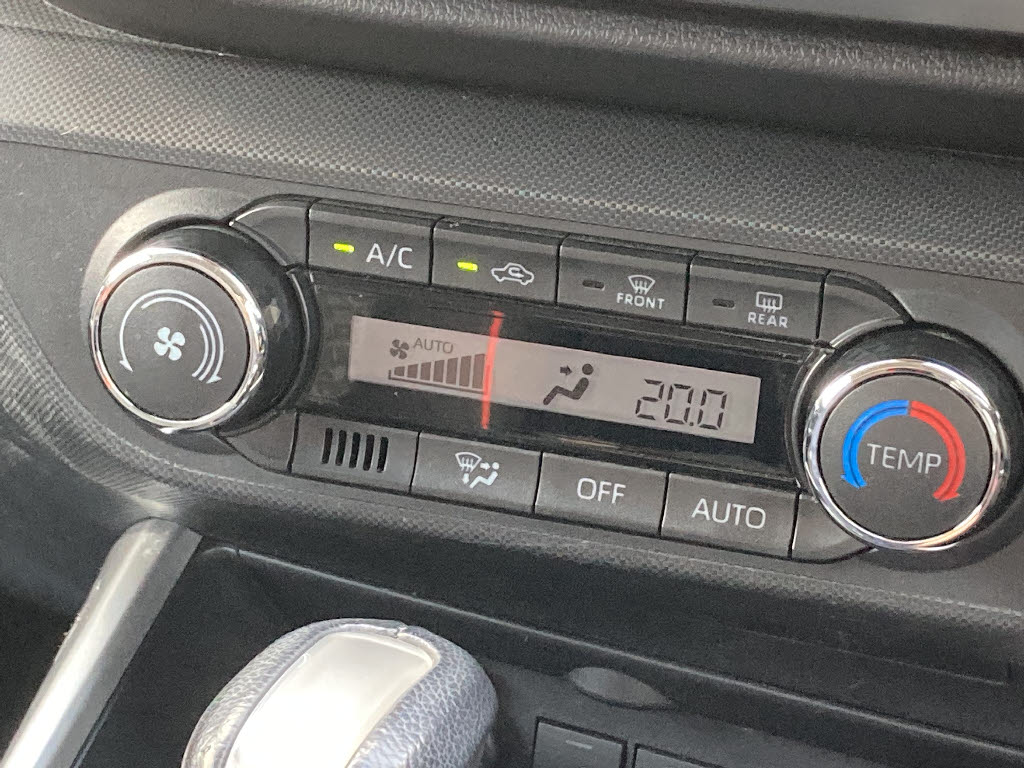 A/C
FRONT
REAR
AUTO
20.0
TEMP
OFF
AUTO